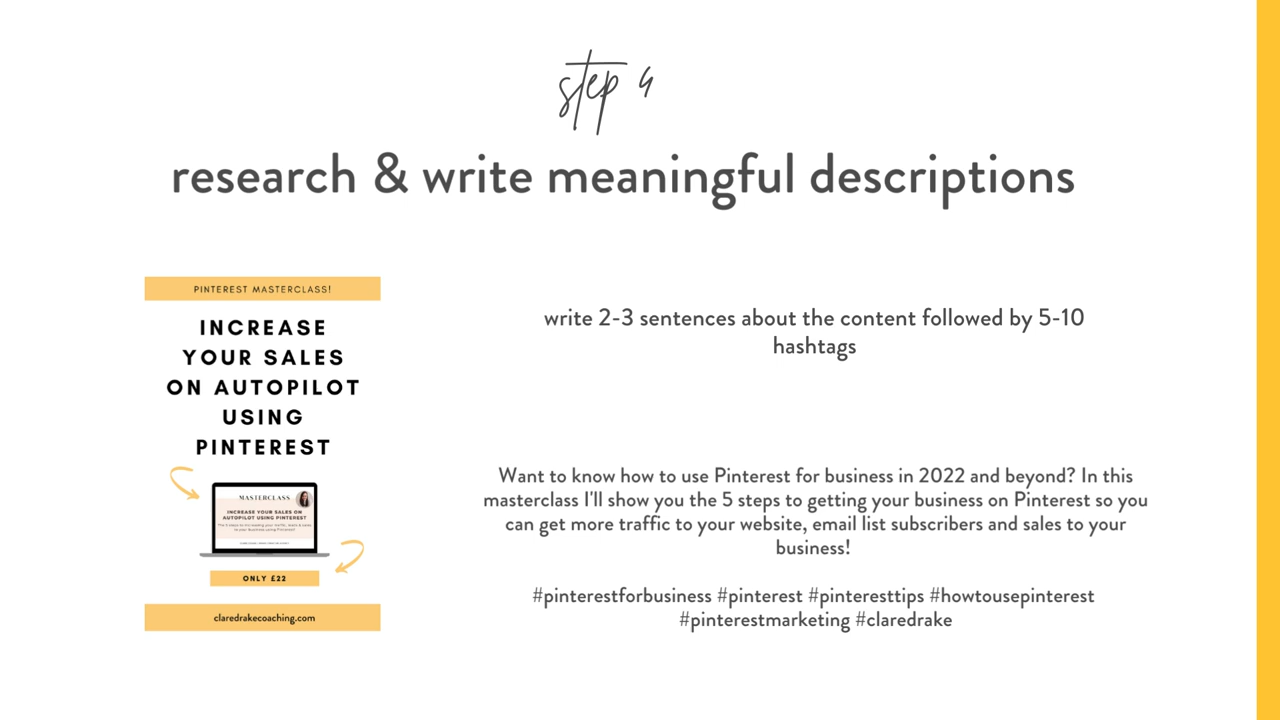 step 4
research & write meaningful descriptions
PINTEREST MASTERCLASS!
INCREASE
YOUR SALES
ON AUTOPILOT
USING
PINTEREST
MASTERCLASS
INCREASE YOUR SALES ON
AUTOPILOT USING PINTEREST
ONLY £22
claredrakecoaching.com
write 2-3 sentences about the content followed by 5-10
hashtags
Want to know how to use Pinterest for business in 2022 and beyond? In this
masterclass I'll show you the 5 steps to getting your business on Pinterest so you
can get more traffic to your website, email list subscribers and sales to your
business!
#pinterestforbusiness #pinterest #pinteresttips #howtousepinterest
#pinterestmarketing #claredrake